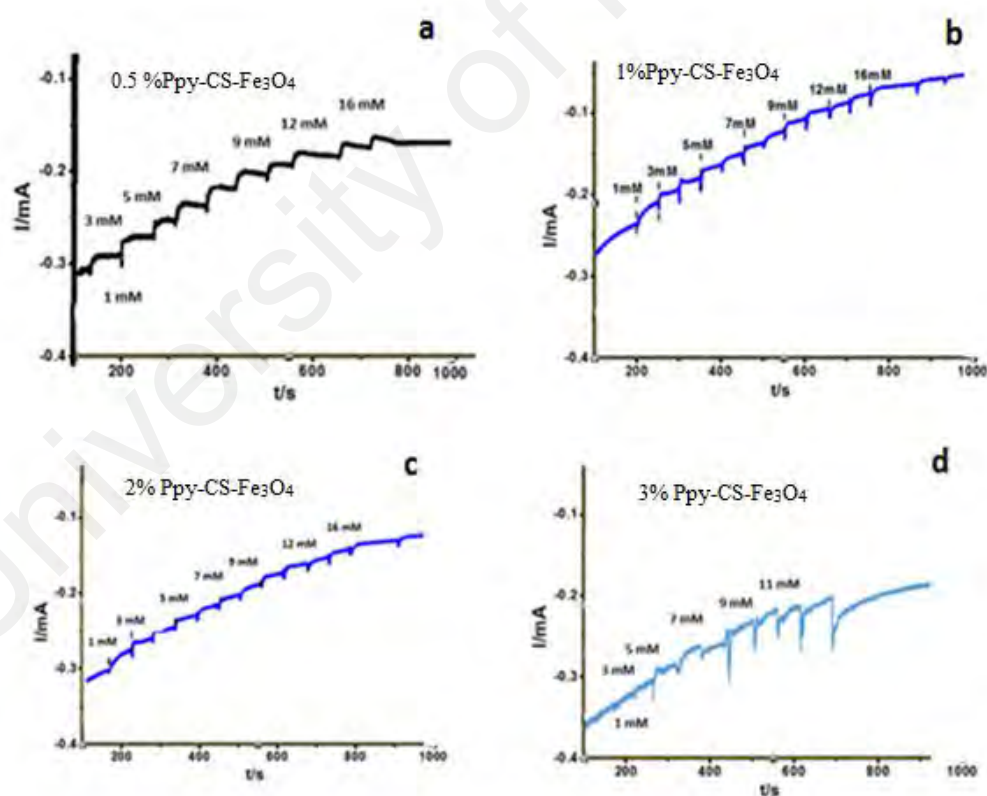 University of
a
0.5 %Ppy-CS-Fe3O4
-0.1
-0.2
-0.3
-0.4
I/mA
1 mM
3 mM
5 mM
7 mM
9 mM
12 mM
16 mM
200
400
600
800
1000
t/s
b
1%Ppy-CS-Fe3O4
-0.1
-0.2
-0.3
-0.4
I/mA
1mM
3mM
5mM
7mM
9mM
12mM
16mM
200
400
600
800
1000
t/s
c
2% Ppy-CS-Fe3O4
-0.1
-0.2
-0.3
-0.4
I/mA
1 mM
3 mM
5 mM
7 mM
9 mM
12 mM
16 mM
200
400
600
800
1000
t/s
d
3% Ppy-CS-Fe3O4
-0.1
-0.2
-0.3
-0.4
I/mA
1 mM
3 mM
5 mM
7 mM
9 mM
11 mM
200
400
600
800
1000
t/s